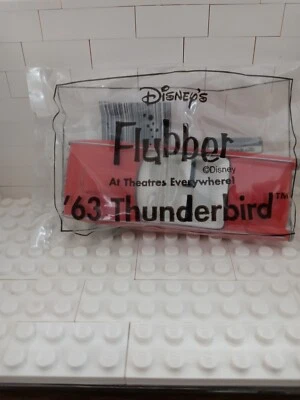 Disney's
Flubber
©Disney
At Theatres Everywhere!
'63 Thunderbird™